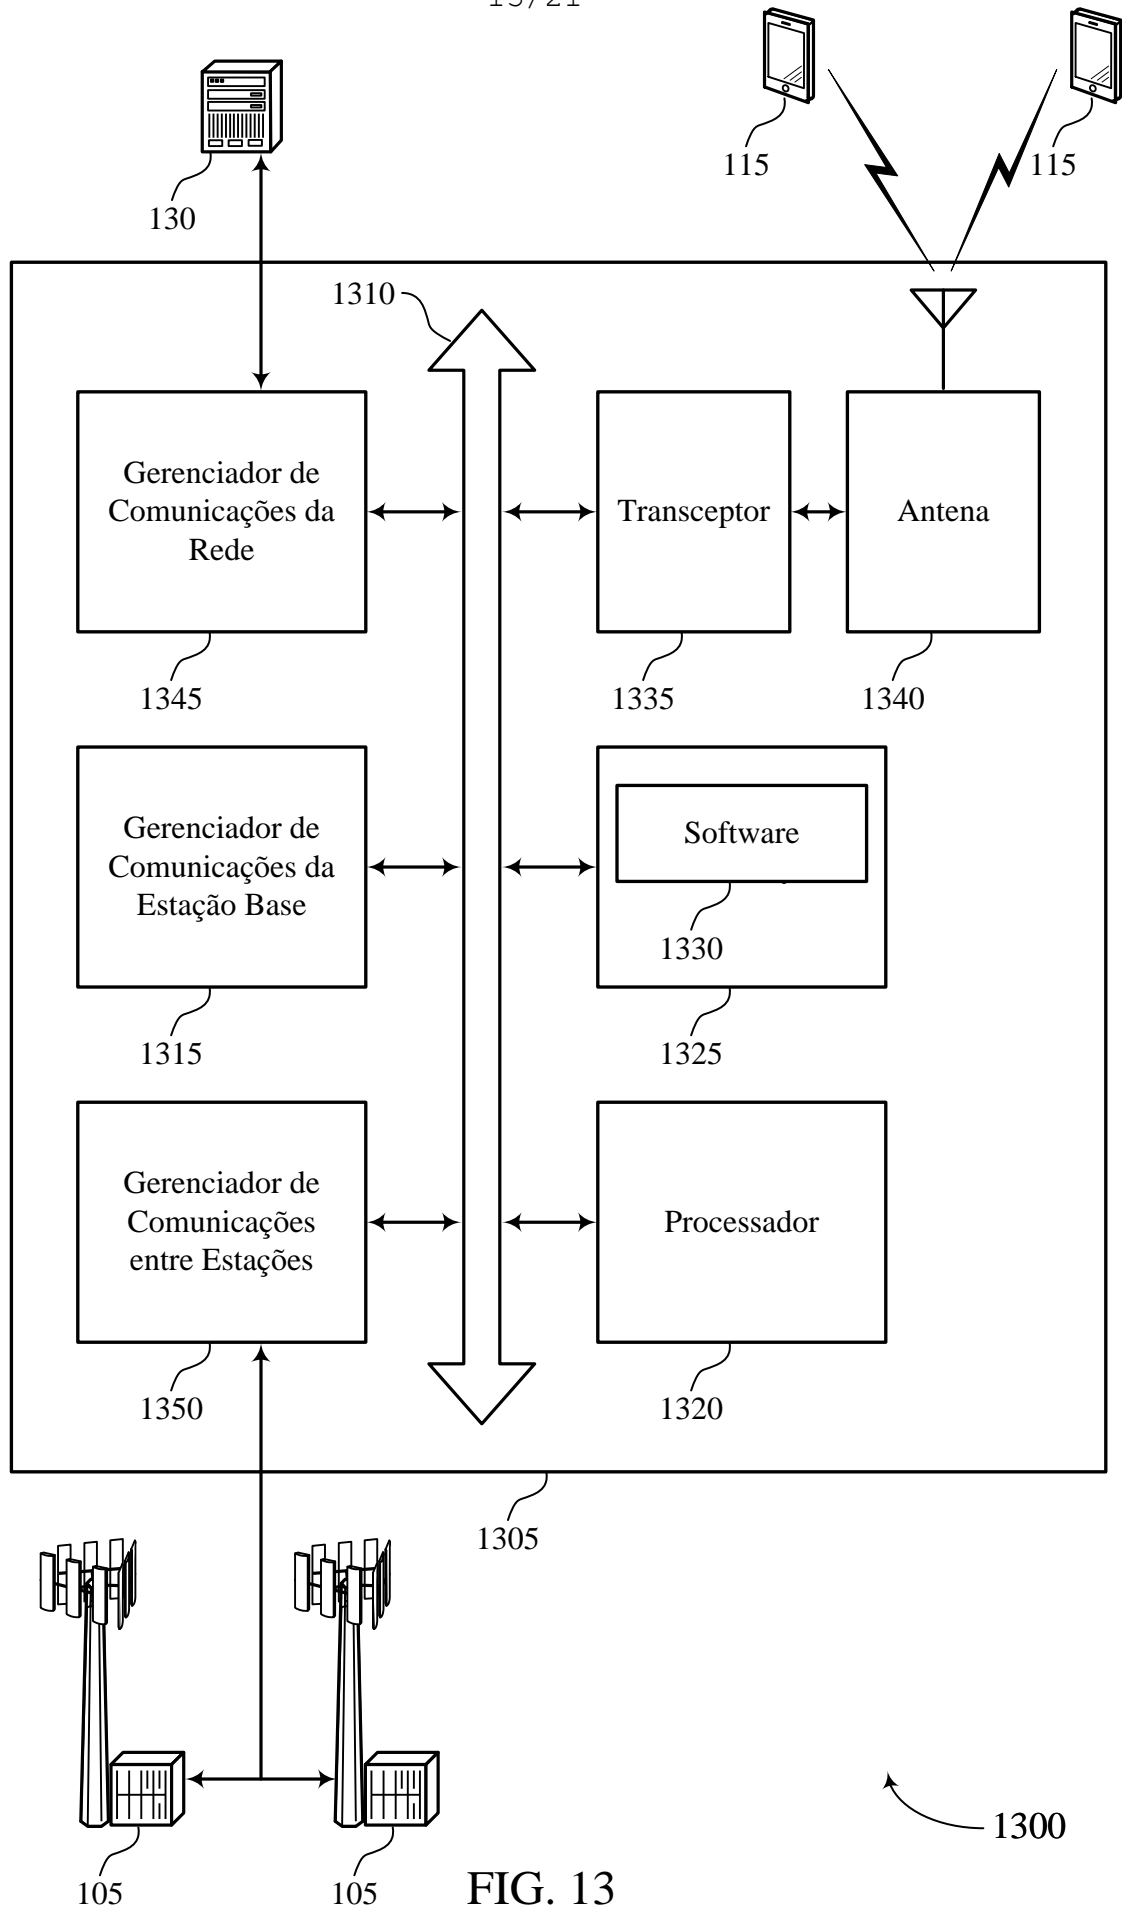 13/21
130
115
115
1310
Gerenciador de
Comunicações da
Rede
Transceptor
Antena
1345
1335
1340
Gerenciador de
Comunicações da
Estação Base
Software
1330
1315
1325
Gerenciador de
Comunicações
entre Estações
Processador
1350
1320
1305
1300
105
105
FIG. 13